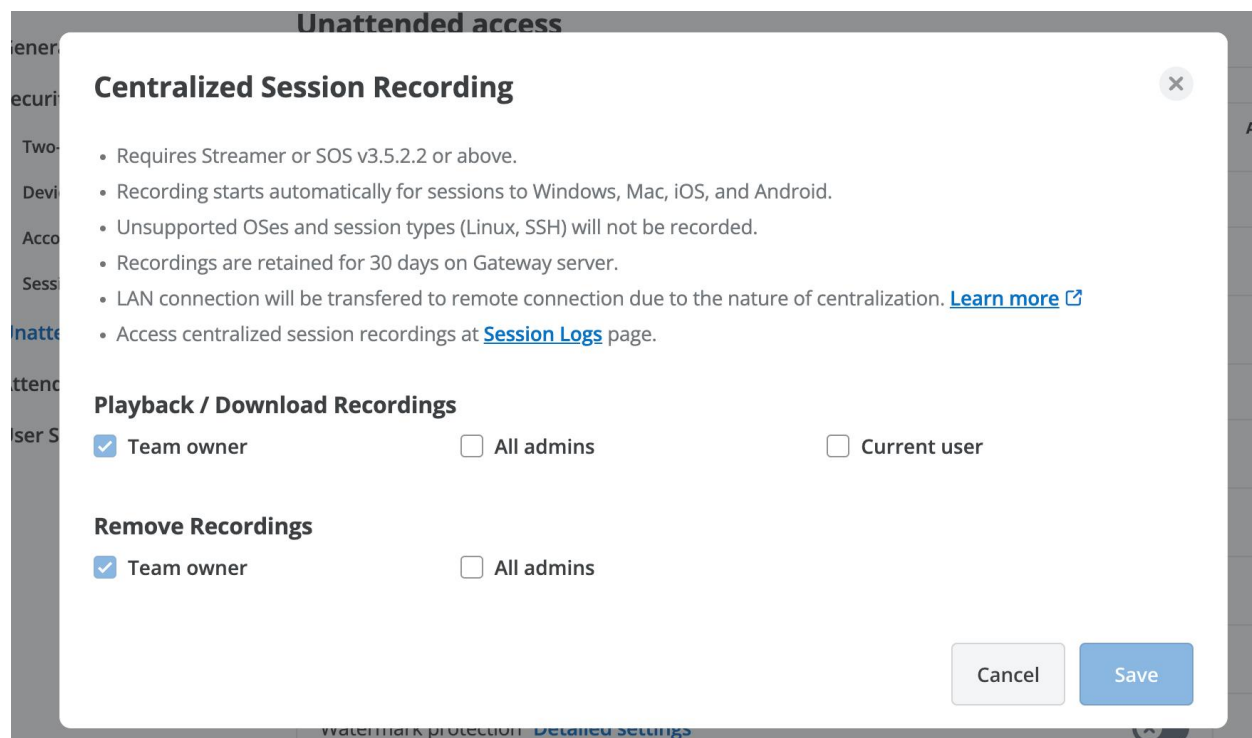 Unattended access
Centralized Session Recording
• Requires Streamer or SOS v3.5.2.2 or above.
• Recording starts automatically for sessions to Windows, Mac, iOS, and Android.
• Unsupported OSes and session types (Linux, SSH) will not be recorded.
• Recordings are retained for 30 days on Gateway server.
• LAN connection will be transfered to remote connection due to the nature of centralization. Learn more
• Access centralized session recordings at Session Logs page.
Playback / Download Recordings
Team owner All admins Current user
Remove Recordings
Team owner All admins
Cancel Save
Watermark protection Detailed settings